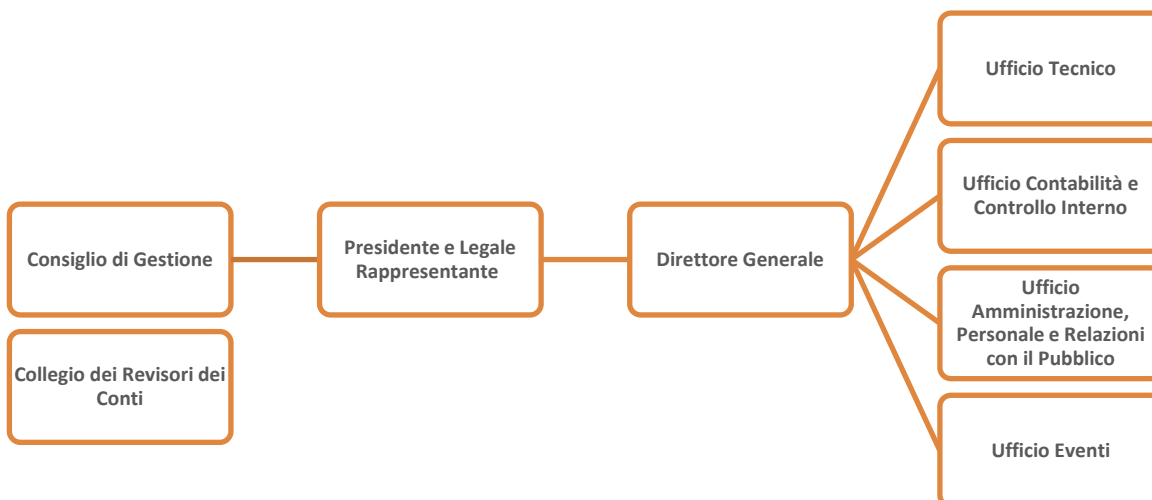 Consiglio di Gestione
Collegio dei Revisori dei
Conti
Presidente e Legale
Rappresentante
Direttore Generale
Ufficio Tecnico
Ufficio Contabilità e
Controllo Interno
Ufficio
Amministrazione,
Personale e Relazioni
con il Pubblico
Ufficio Eventi